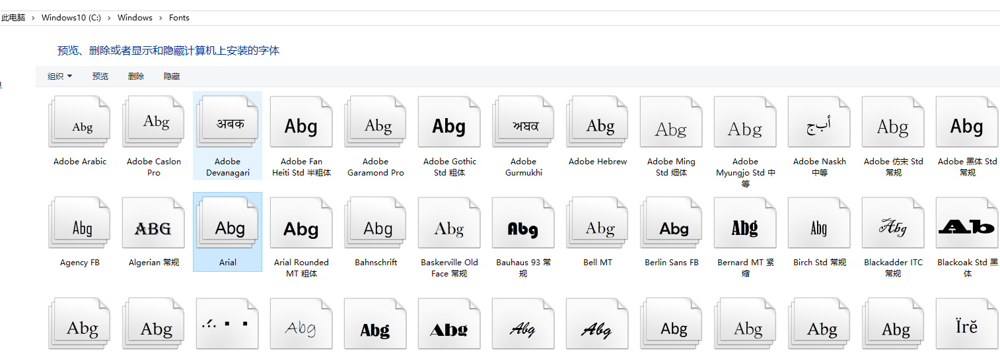 此电脑 › Windows10 (C:) › Windows › Fonts
预览、删除或者显示和隐藏计算机上安装的字体
组织 预览 删除 隐藏
Abg Abg अबक Abg Abg Abg ਅਬਕ Abg Abg Abg أب‌ج Abg Abg
Adobe Arabic
Adobe Caslon
Pro
Adobe
Devanagari
Adobe Fan
Heiti Std 半粗体
Adobe
Garamond Pro
Adobe Gothic
Std 粗体
Adobe
Gurmukhi
Adobe Hebrew
Adobe Ming
Std 细体
Adobe
Myungjo Std 中
等
Adobe Naskh
中等
Adobe 仿宋 Std
常规
Adobe 黑体 Std
常规
Abg ABG Abg Abg Abg Abg Abg Abg Abg Abg Abg Abg Ab
Agency FB
Algerian 常规
Arial
Arial Rounded
MT 粗体
Bahnschrift
Baskerville Old
Face 常规
Bauhaus 93 常
规
Bell MT
Berlin Sans FB
Bernard MT 紧
缩
Birch Std 常规
Blackadder ITC
常规
Blackoak Std 黑
体
Abg Abg Abg Abg Abg Abg Abg Abg Abg Abg Abg Ïrĕ